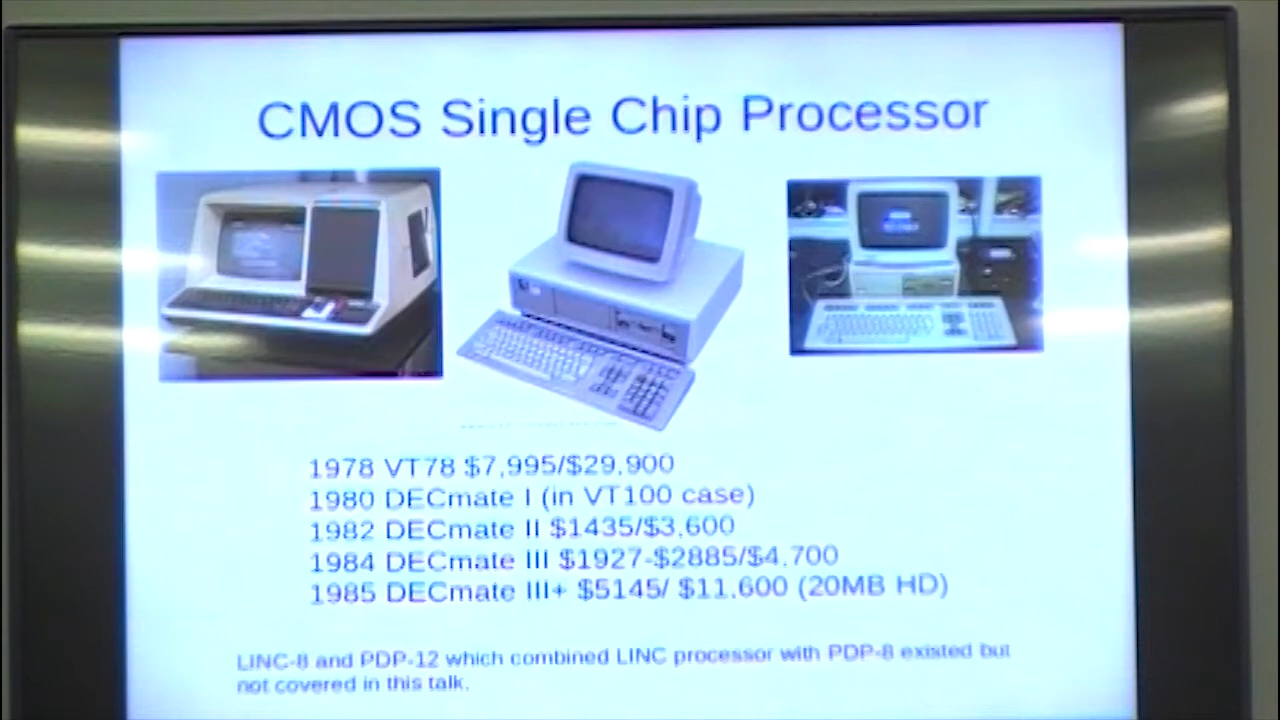 CMOS Single Chip Processor
1978 VT78 $7,995/$29,900
1980 DECmate I (in VT100 case)
1982 DECmate II $1435/$3,600
1984 DECmate III $1927-$2885/$4,700
1985 DECmate III+ $5145/ $11,600 (20MB HD)
LINC-8 and PDP-12 which combined LINC processor with PDP-8 existed but
not covered in this talk.